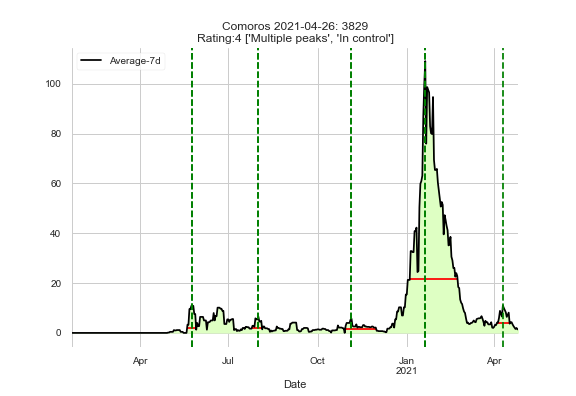 Comoros 2021-04-26: 3829
Rating:4 ['Multiple peaks', 'In control']
Average-7d
100
80
60
40
20
0
Apr
Jul
Oct
Jan
2021
Apr
Date